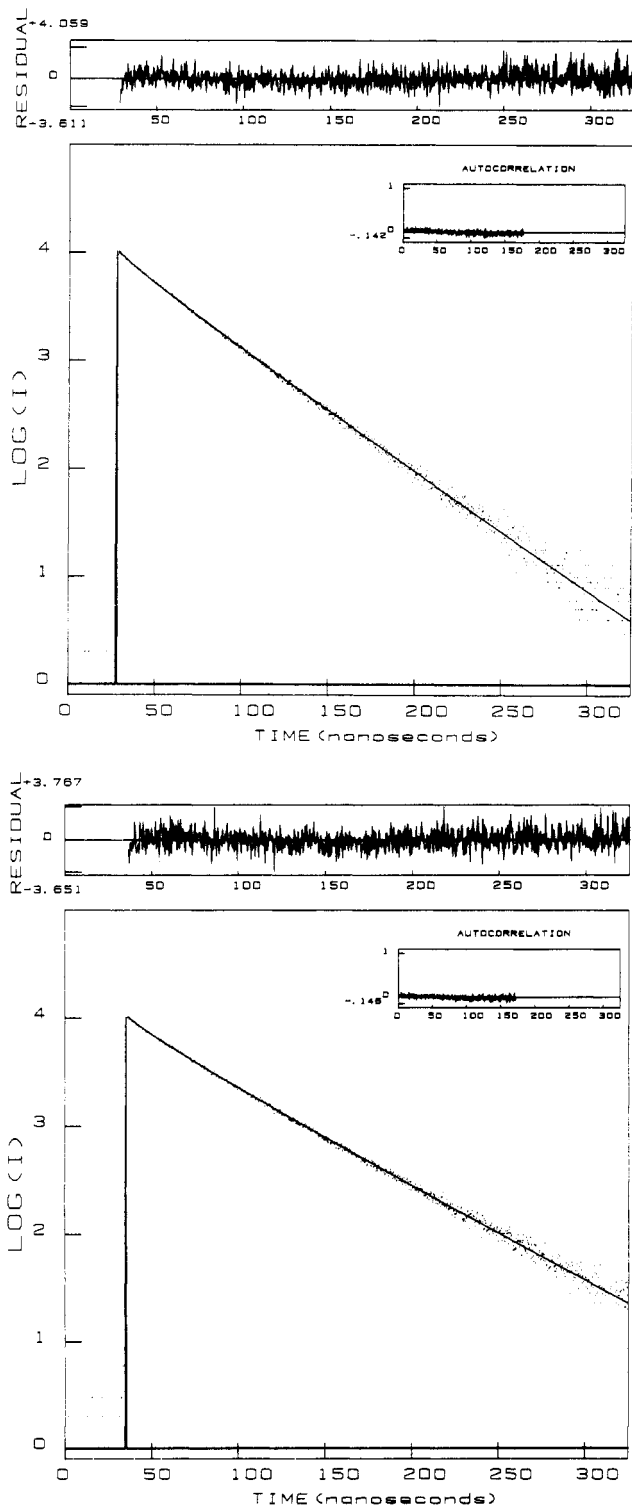 +4.059
RESIDUAL
0
-3.611
50 100 150 200 250 300
AUTOCORRELATION
1
0
-.142
0 50 100 150 200 250 300
4
3
LOG(I)
2
1
0
0 50 100 150 200 250 300
TIME(nanoseconds)
+3.767
RESIDUAL
0
-3.651
50 100 150 200 250 300
AUTOCORRELATION
1
0
-.146
0 50 100 150 200 250 300
4
3
LOG(I)
2
1
0
0 50 100 150 200 250 300
TIME(nanoseconds)